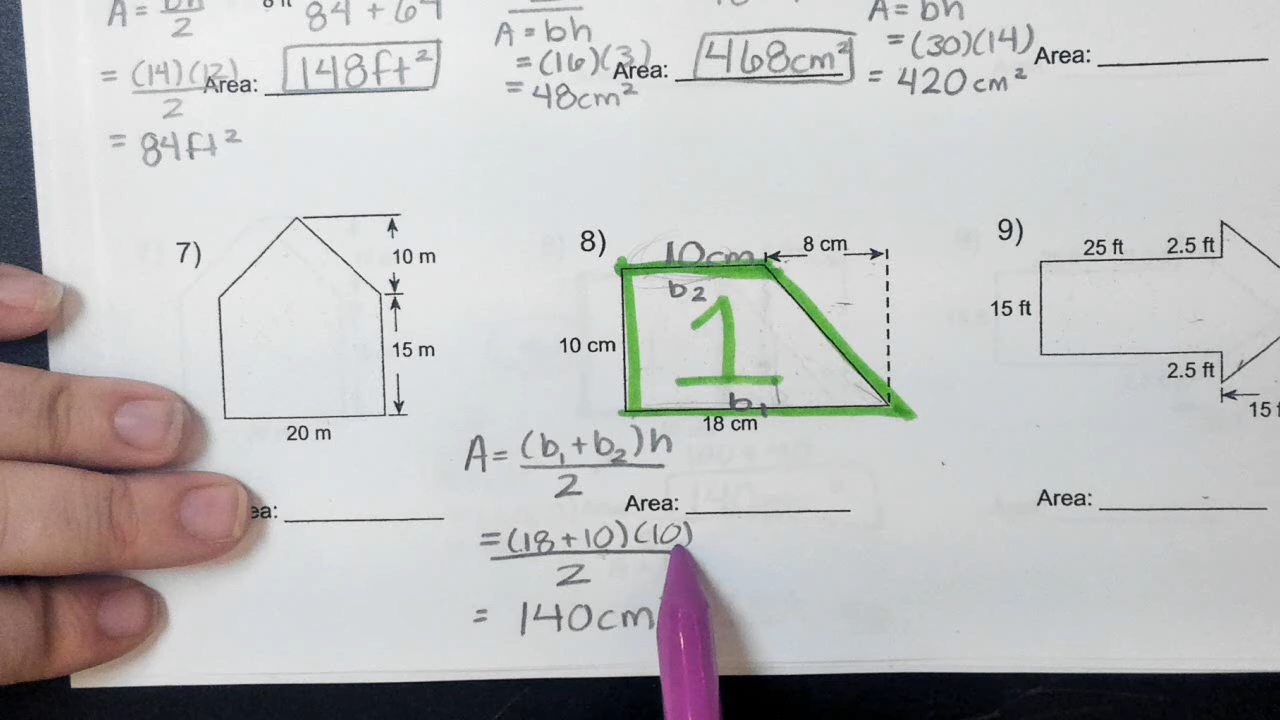 A = bh
2
8 ft
84 + 64
= (14)(12)
2
= 84ft²
Area: 148ft²
A = bh
= (16)(3)
= 48cm²
Area: 468cm²
A = bh
= (30)(14)
= 420cm²
Area:
7)
10 m
15 m
20 m
8)
10cm
8 cm
b₂
10 cm
1
b₁
18 cm
A = (b₁+b₂)h
2
Area:
= (18+10)(10)
2
= 140cm
9)
25 ft
2.5 ft
15 ft
2.5 ft
15 f
Area: